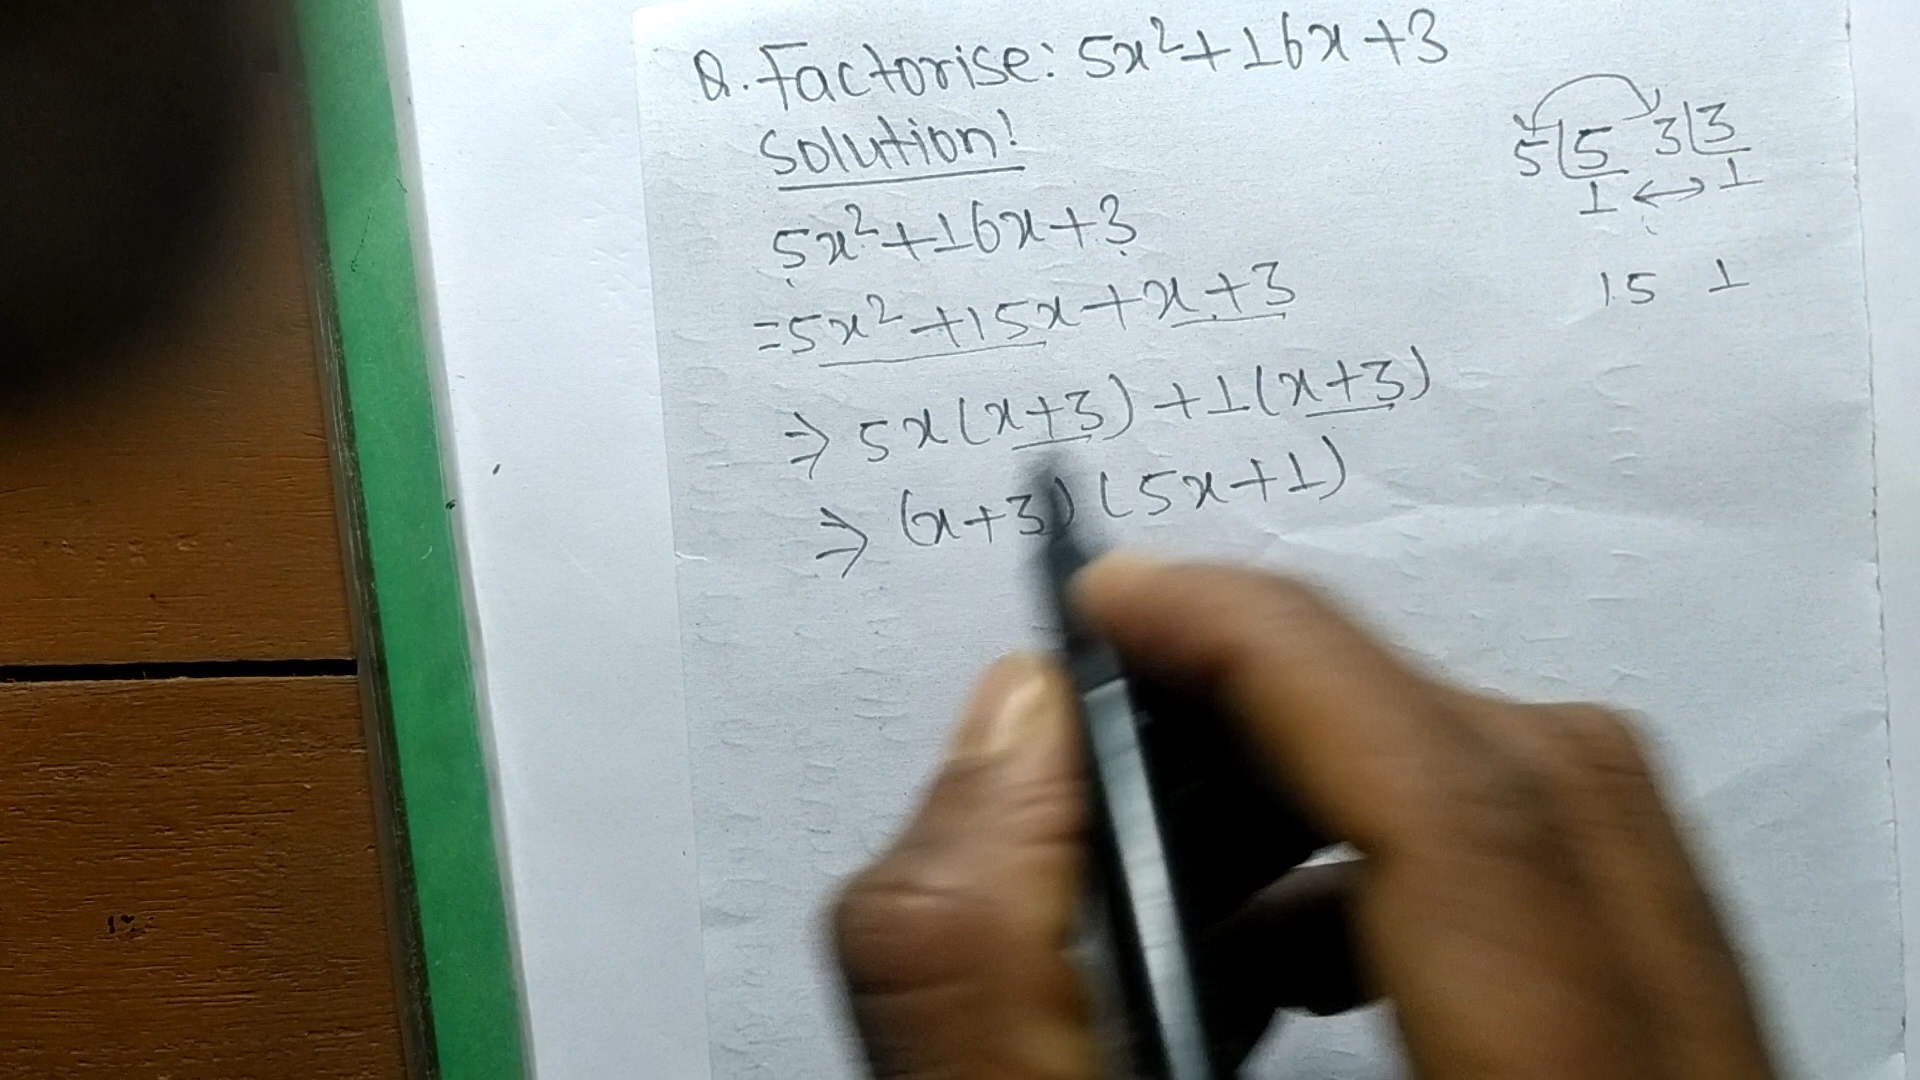 Q. Factorise: 5x²+16x+3
Solution!
5x²+16x+3
=5x²+15x+x+3
⇒ 5x(x+3)+1(x+3)
⇒ (x+3)(5x+1)
5|5 3|3
1 ↔ 1
15 1